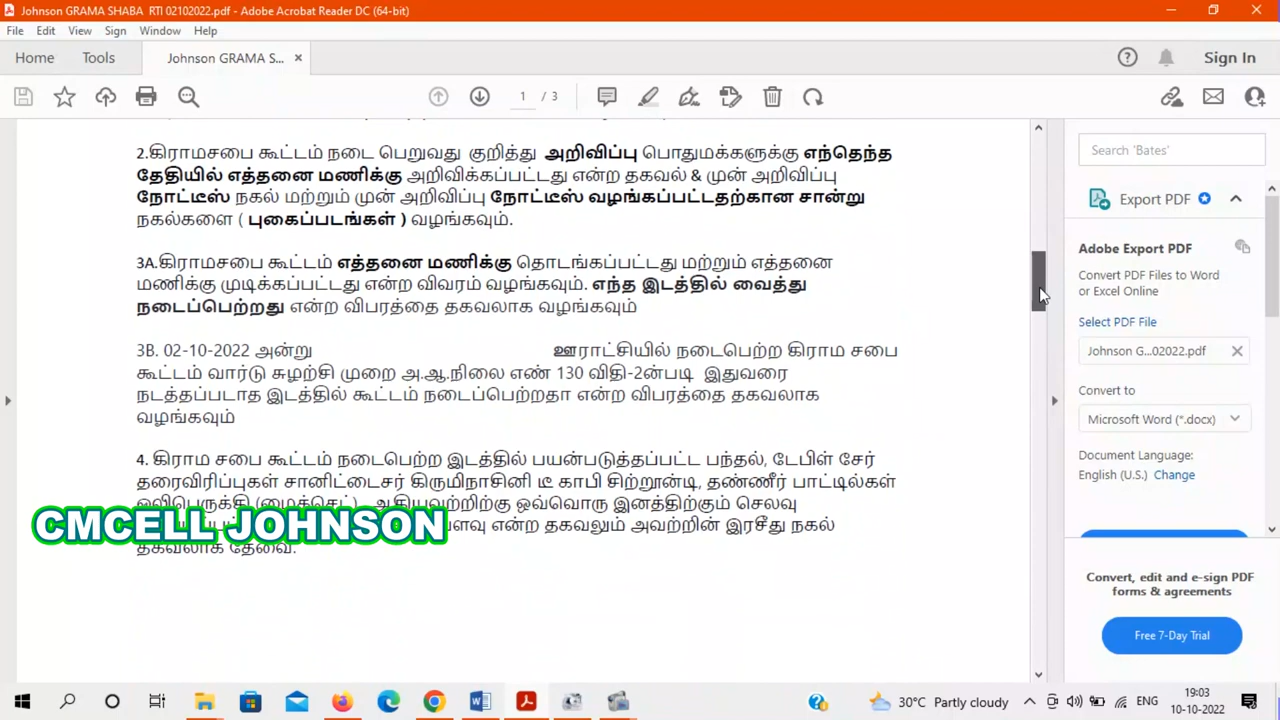 Johnson GRAMA SHABA RTI 02102022.pdf - Adobe Acrobat Reader DC (64-bit)
File Edit View Sign Window Help
Home Tools Johnson GRAMA S... Sign In
1 / 3
2.கிராமசபை கூட்டம் நடை பெறுவது குறித்து அறிவிப்பு பொதுமக்களுக்கு எந்தெந்த
தேதியில் எத்தனை மணிக்கு அறிவிக்கப்பட்டது என்ற தகவல் & முன் அறிவிப்பு
நோட்டீஸ் நகல் மற்றும் முன் அறிவிப்பு நோட்டீஸ் வழங்கப்பட்டதற்கான சான்று
நகல்களை ( புகைப்படங்கள் ) வழங்கவும்.
3A.கிராமசபை கூட்டம் எத்தனை மணிக்கு தொடங்கப்பட்டது மற்றும் எத்தனை
மணிக்கு முடிக்கப்பட்டது என்ற விவரம் வழங்கவும். எந்த இடத்தில் வைத்து
நடைப்பெற்றது என்ற விபரத்தை தகவலாக வழங்கவும்
3B. 02-10-2022 அன்று ஊராட்சியில் நடைபெற்ற கிராம சபை
கூட்டம் வார்டு சுழற்சி முறை அ.ஆ.நிலை எண் 130 விதி-2ன்படி இதுவரை
நடத்தப்படாத இடத்தில் கூட்டம் நடைப்பெற்றதா என்ற விபரத்தை தகவலாக
வழங்கவும்
4. கிராம சபை கூட்டம் நடைபெற்ற இடத்தில் பயன்படுத்தப்பட்ட பந்தல், டேபிள் சேர்
தரைவிரிப்புகள் சானிட்டைசர் கிருமிநாசினி டீ காபி சிற்றூன்டி, தண்ணீர் பாட்டில்கள்
ஒலிபெருக்கி (மைக்செட்) ஆகியவற்றிற்கு ஒவ்வொரு இனத்திற்கும் செலவு
என்ற தகவலும் அவற்றின் இரசீது நகல்
தகவலாக தேவை.
CMCELL JOHNSON
Search 'Bates'
Export PDF
Adobe Export PDF
Convert PDF Files to Word
or Excel Online
Select PDF File
Johnson G...02022.pdf
Convert to
Microsoft Word (*.docx)
Document Language:
English (U.S.) Change
Convert, edit and e-sign PDF
forms & agreements
Free 7-Day Trial
30°C Partly cloudy ENG 19:03
10-10-2022